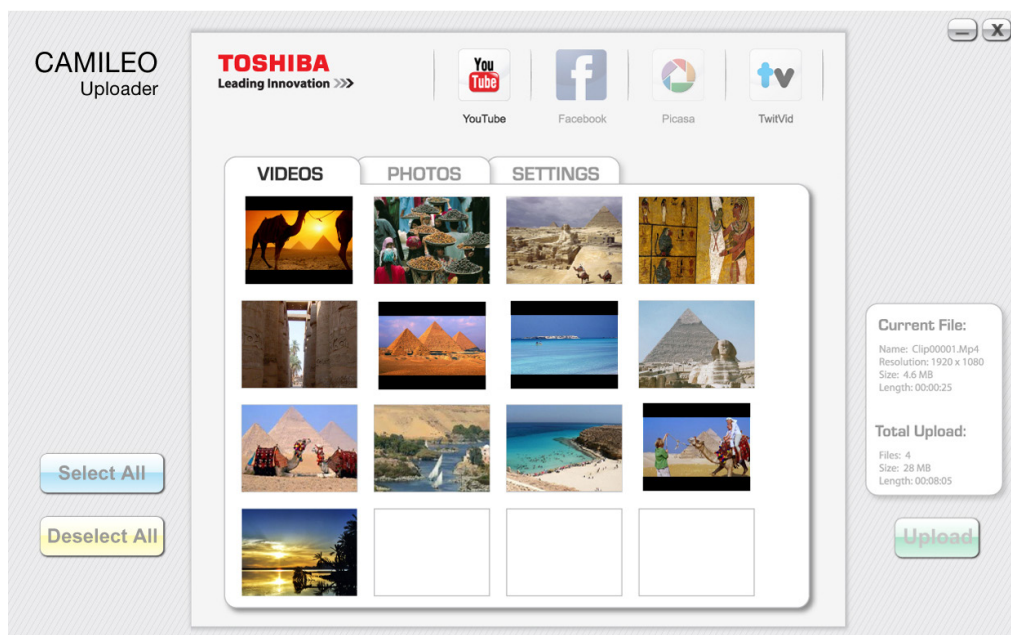 CAMILEO
Uploader
TOSHIBA
Leading Innovation >>>
You
Tube
f
tv
YouTube
Facebook
Picasa
TwitVid
X
VIDEOS
PHOTOS
SETTINGS
Select All
Deselect All
Current File:
Name: Clip00001.Mp4
Resolution: 1920 x 1080
Size: 4.6 MB
Length: 00:00:25
Total Upload:
Files: 4
Size: 28 MB
Length: 00:08:05
Upload